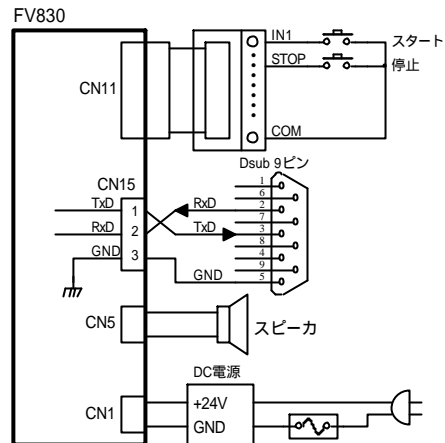 FV830
IN1
スタート
STOP
停止
CN11
COM
Dsub 9ピン
CN15
1
6
TxD
1
RxD
2
7
RxD
2
TxD
3
8
GND
3
4
9
GND
5
CN5
スピーカ
DC電源
CN1
+24V
GND